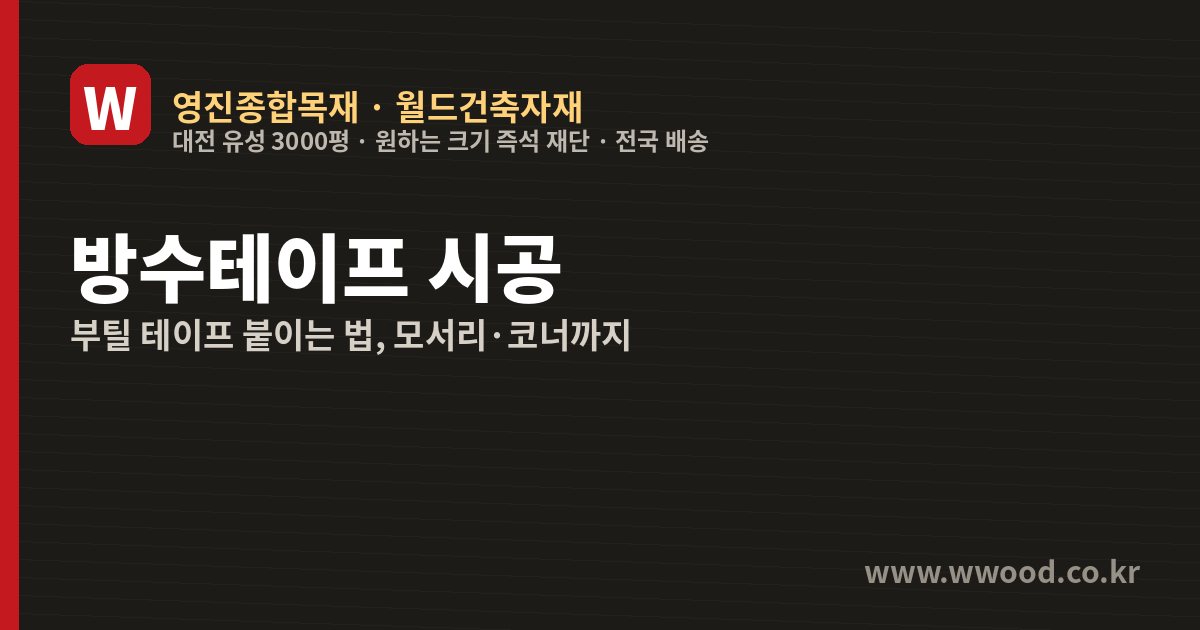 W
영진종합목재 · 월드건축자재
대전 유성 3000평 · 원하는 크기 즉석 재단 · 전국 배송
방수테이프 시공
부틸 테이프 붙이는 법, 모서리·코너까지
www.wwood.co.kr